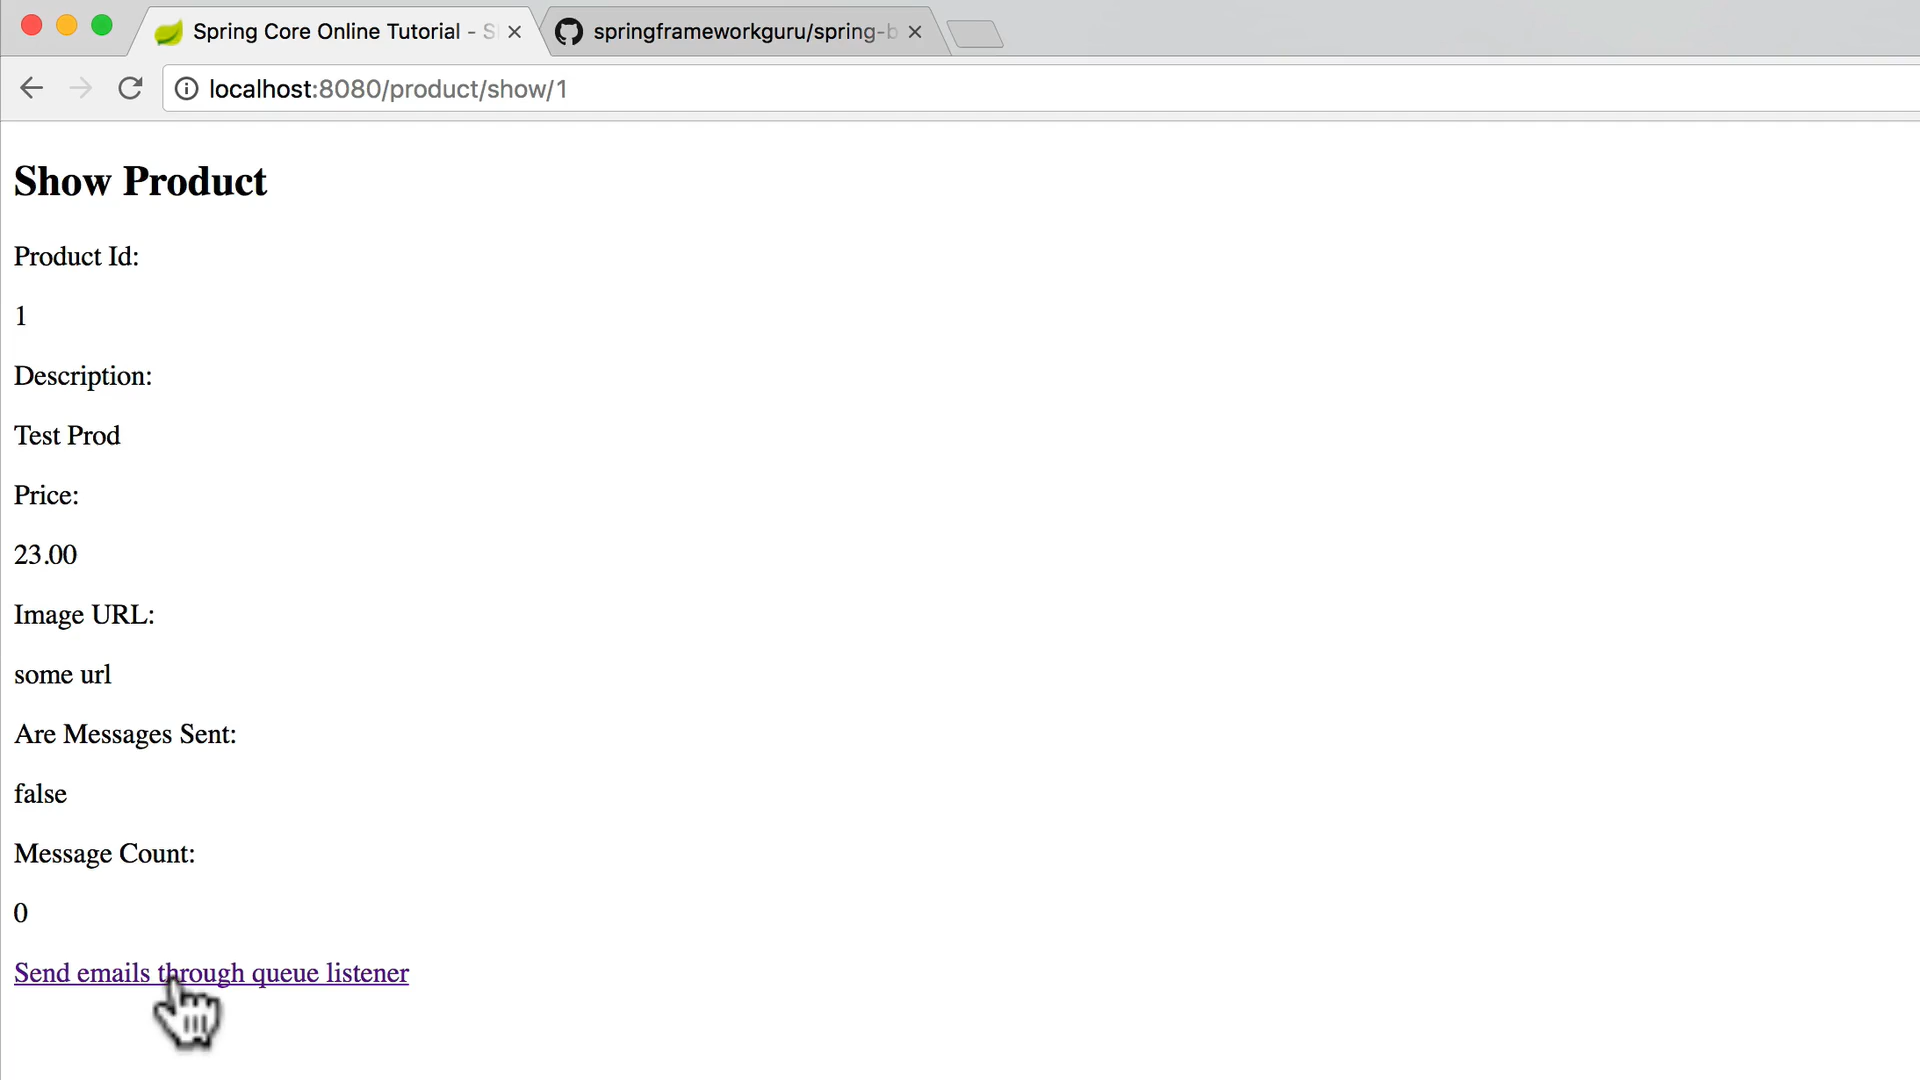 Spring Core Online Tutorial - S
springframeworkguru/spring-b
localhost:8080/product/show/1
Show Product
Product Id:
1
Description:
Test Prod
Price:
23.00
Image URL:
some url
Are Messages Sent:
false
Message Count:
0
Send emails through queue listener